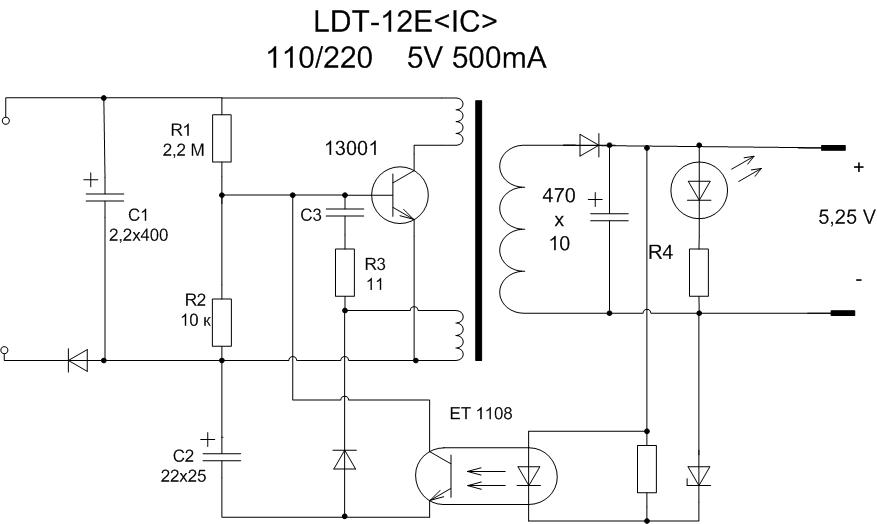 LDT-12E<IC>
110/220 5V 500mA
R1
2,2 M
13001
+
C1
2,2x400
C3
R3
11
R2
10 к
470
x
10
+
R4
+
5,25 V
-
ET 1108
+
C2
22x25